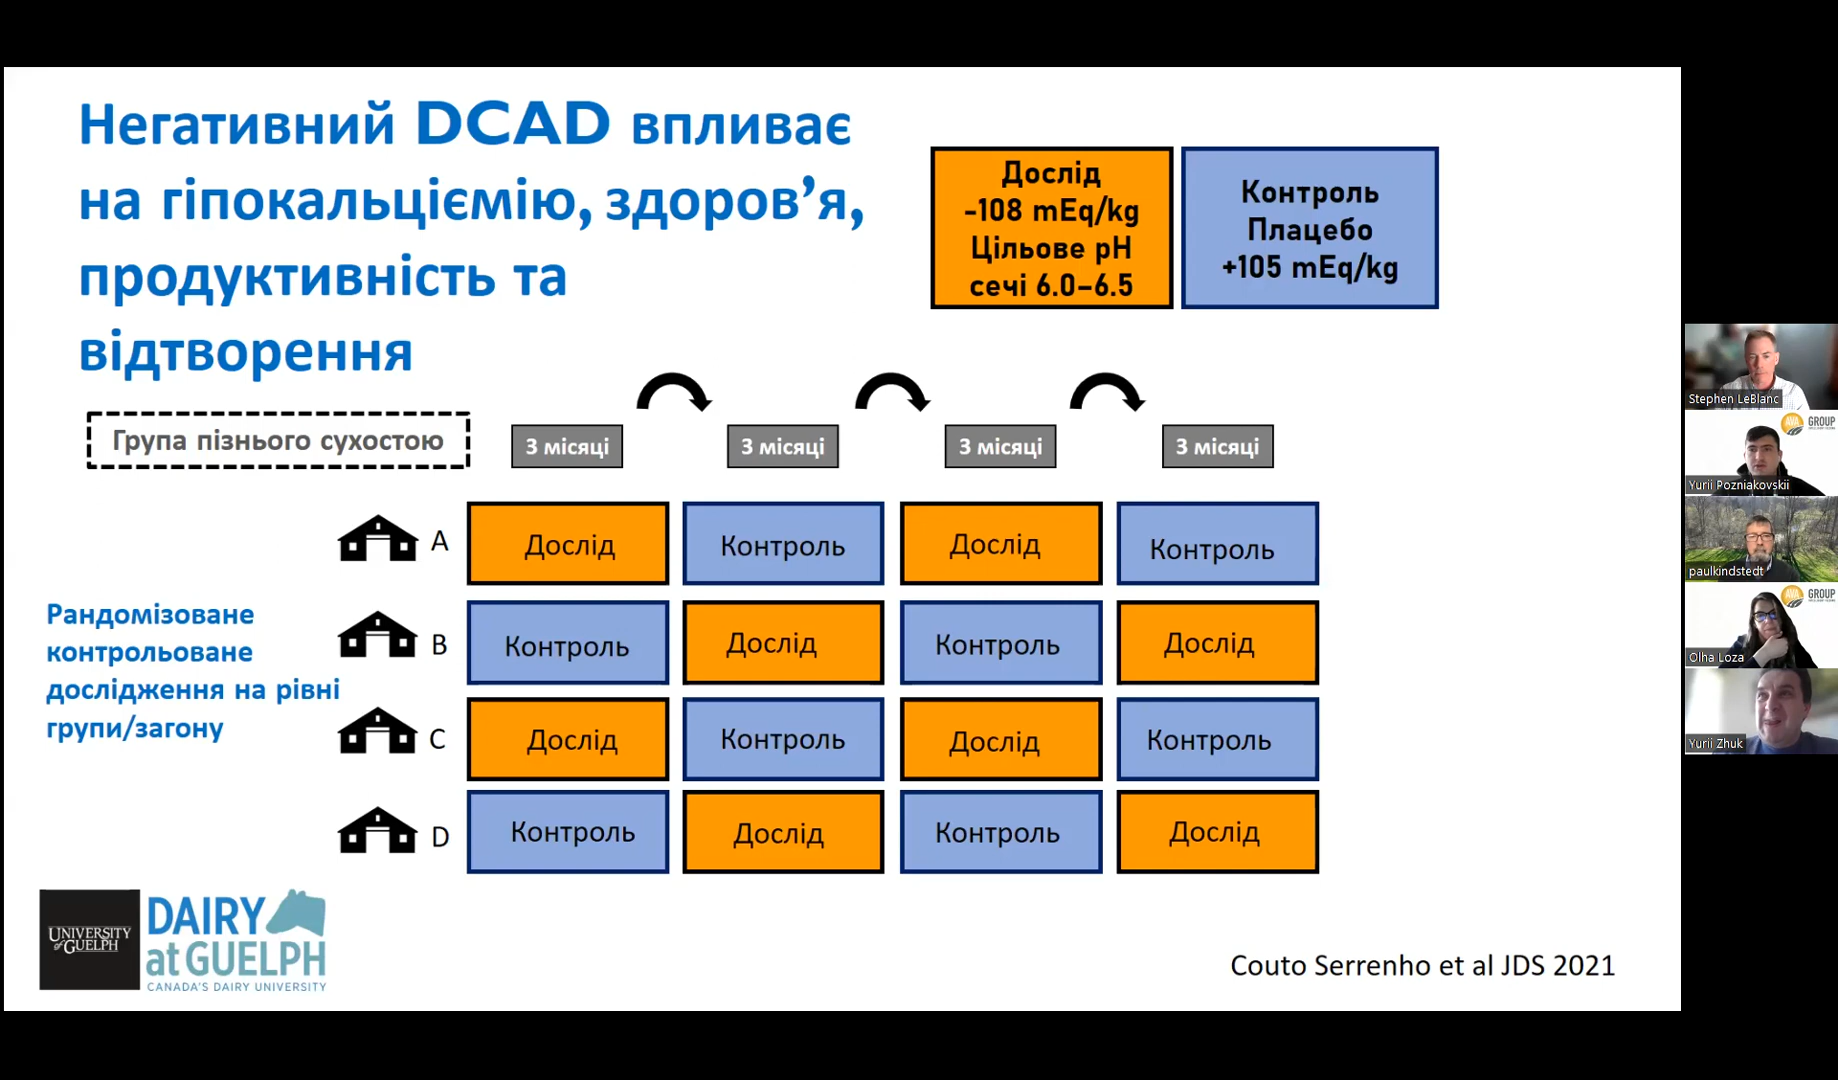 Негативний DCAD впливає
на гіпокальціємію, здоров’я,
продуктивність та
відтворення
Дослід
-108 mEq/kg
Цільове pH
сечі 6.0–6.5
Контроль
Плацебо
+105 mEq/kg
Група пізнього сухостою
3 місяці
3 місяці
3 місяці
3 місяці
A
Дослід
Контроль
Дослід
Контроль
Рандомізоване
контрольоване
дослідження на рівні
групи/загону
B
Контроль
Дослід
Контроль
Дослід
C
Дослід
Контроль
Дослід
Контроль
D
Контроль
Дослід
Контроль
Дослід
UNIVERSITY
of GUELPH
DAIRY
at GUELPH
CANADA'S DAIRY UNIVERSITY
Couto Serrenho et al JDS 2021
Stephen LeBlanc
AVA GROUP
Yurii Pozniakovskii
paulkindstedt
AVA GROUP
Olha Loza
Yurii Zhuk